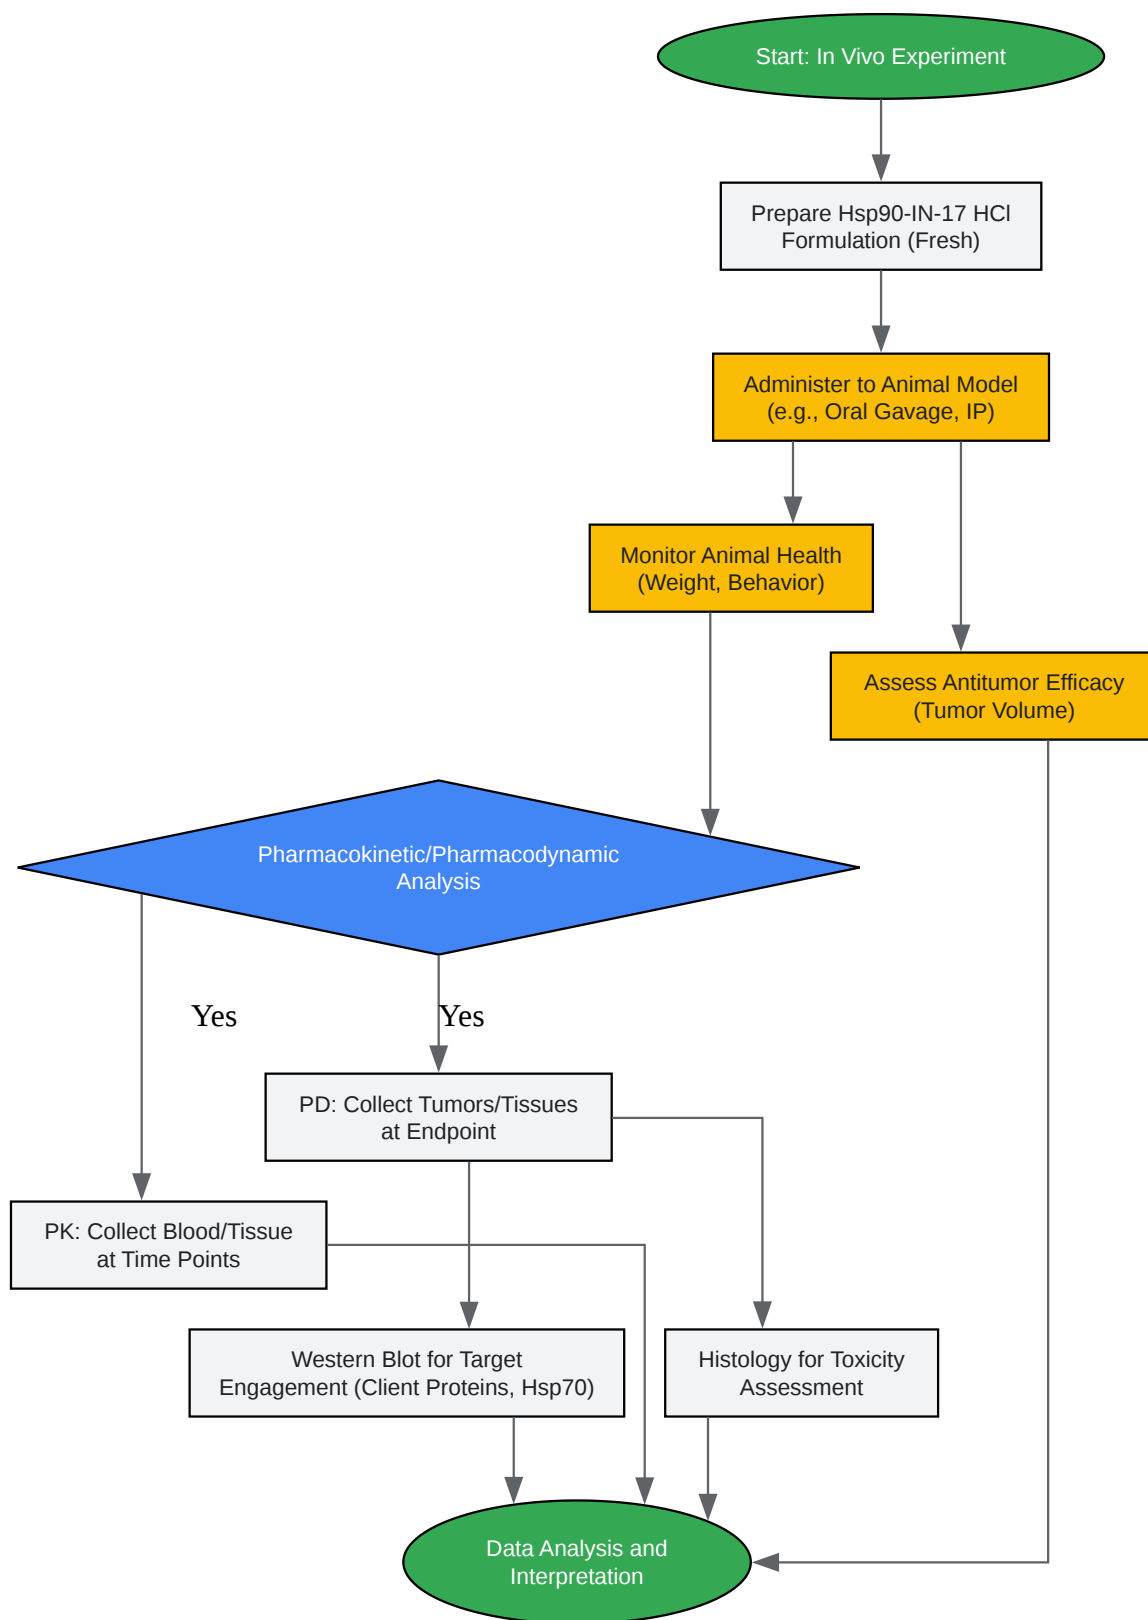 Start: In Vivo Experiment
Prepare Hsp90-IN-17 HCl
Formulation (Fresh)
Administer to Animal Model
(e.g., Oral Gavage, IP)
Monitor Animal Health
(Weight, Behavior)
Assess Antitumor Efficacy
(Tumor Volume)
Pharmacokinetic/Pharmacodynamic
Analysis
Yes
Yes
PD: Collect Tumors/Tissues
at Endpoint
PK: Collect Blood/Tissue
at Time Points
Western Blot for Target
Engagement (Client Proteins, Hsp70)
Histology for Toxicity
Assessment
Data Analysis and
Interpretation